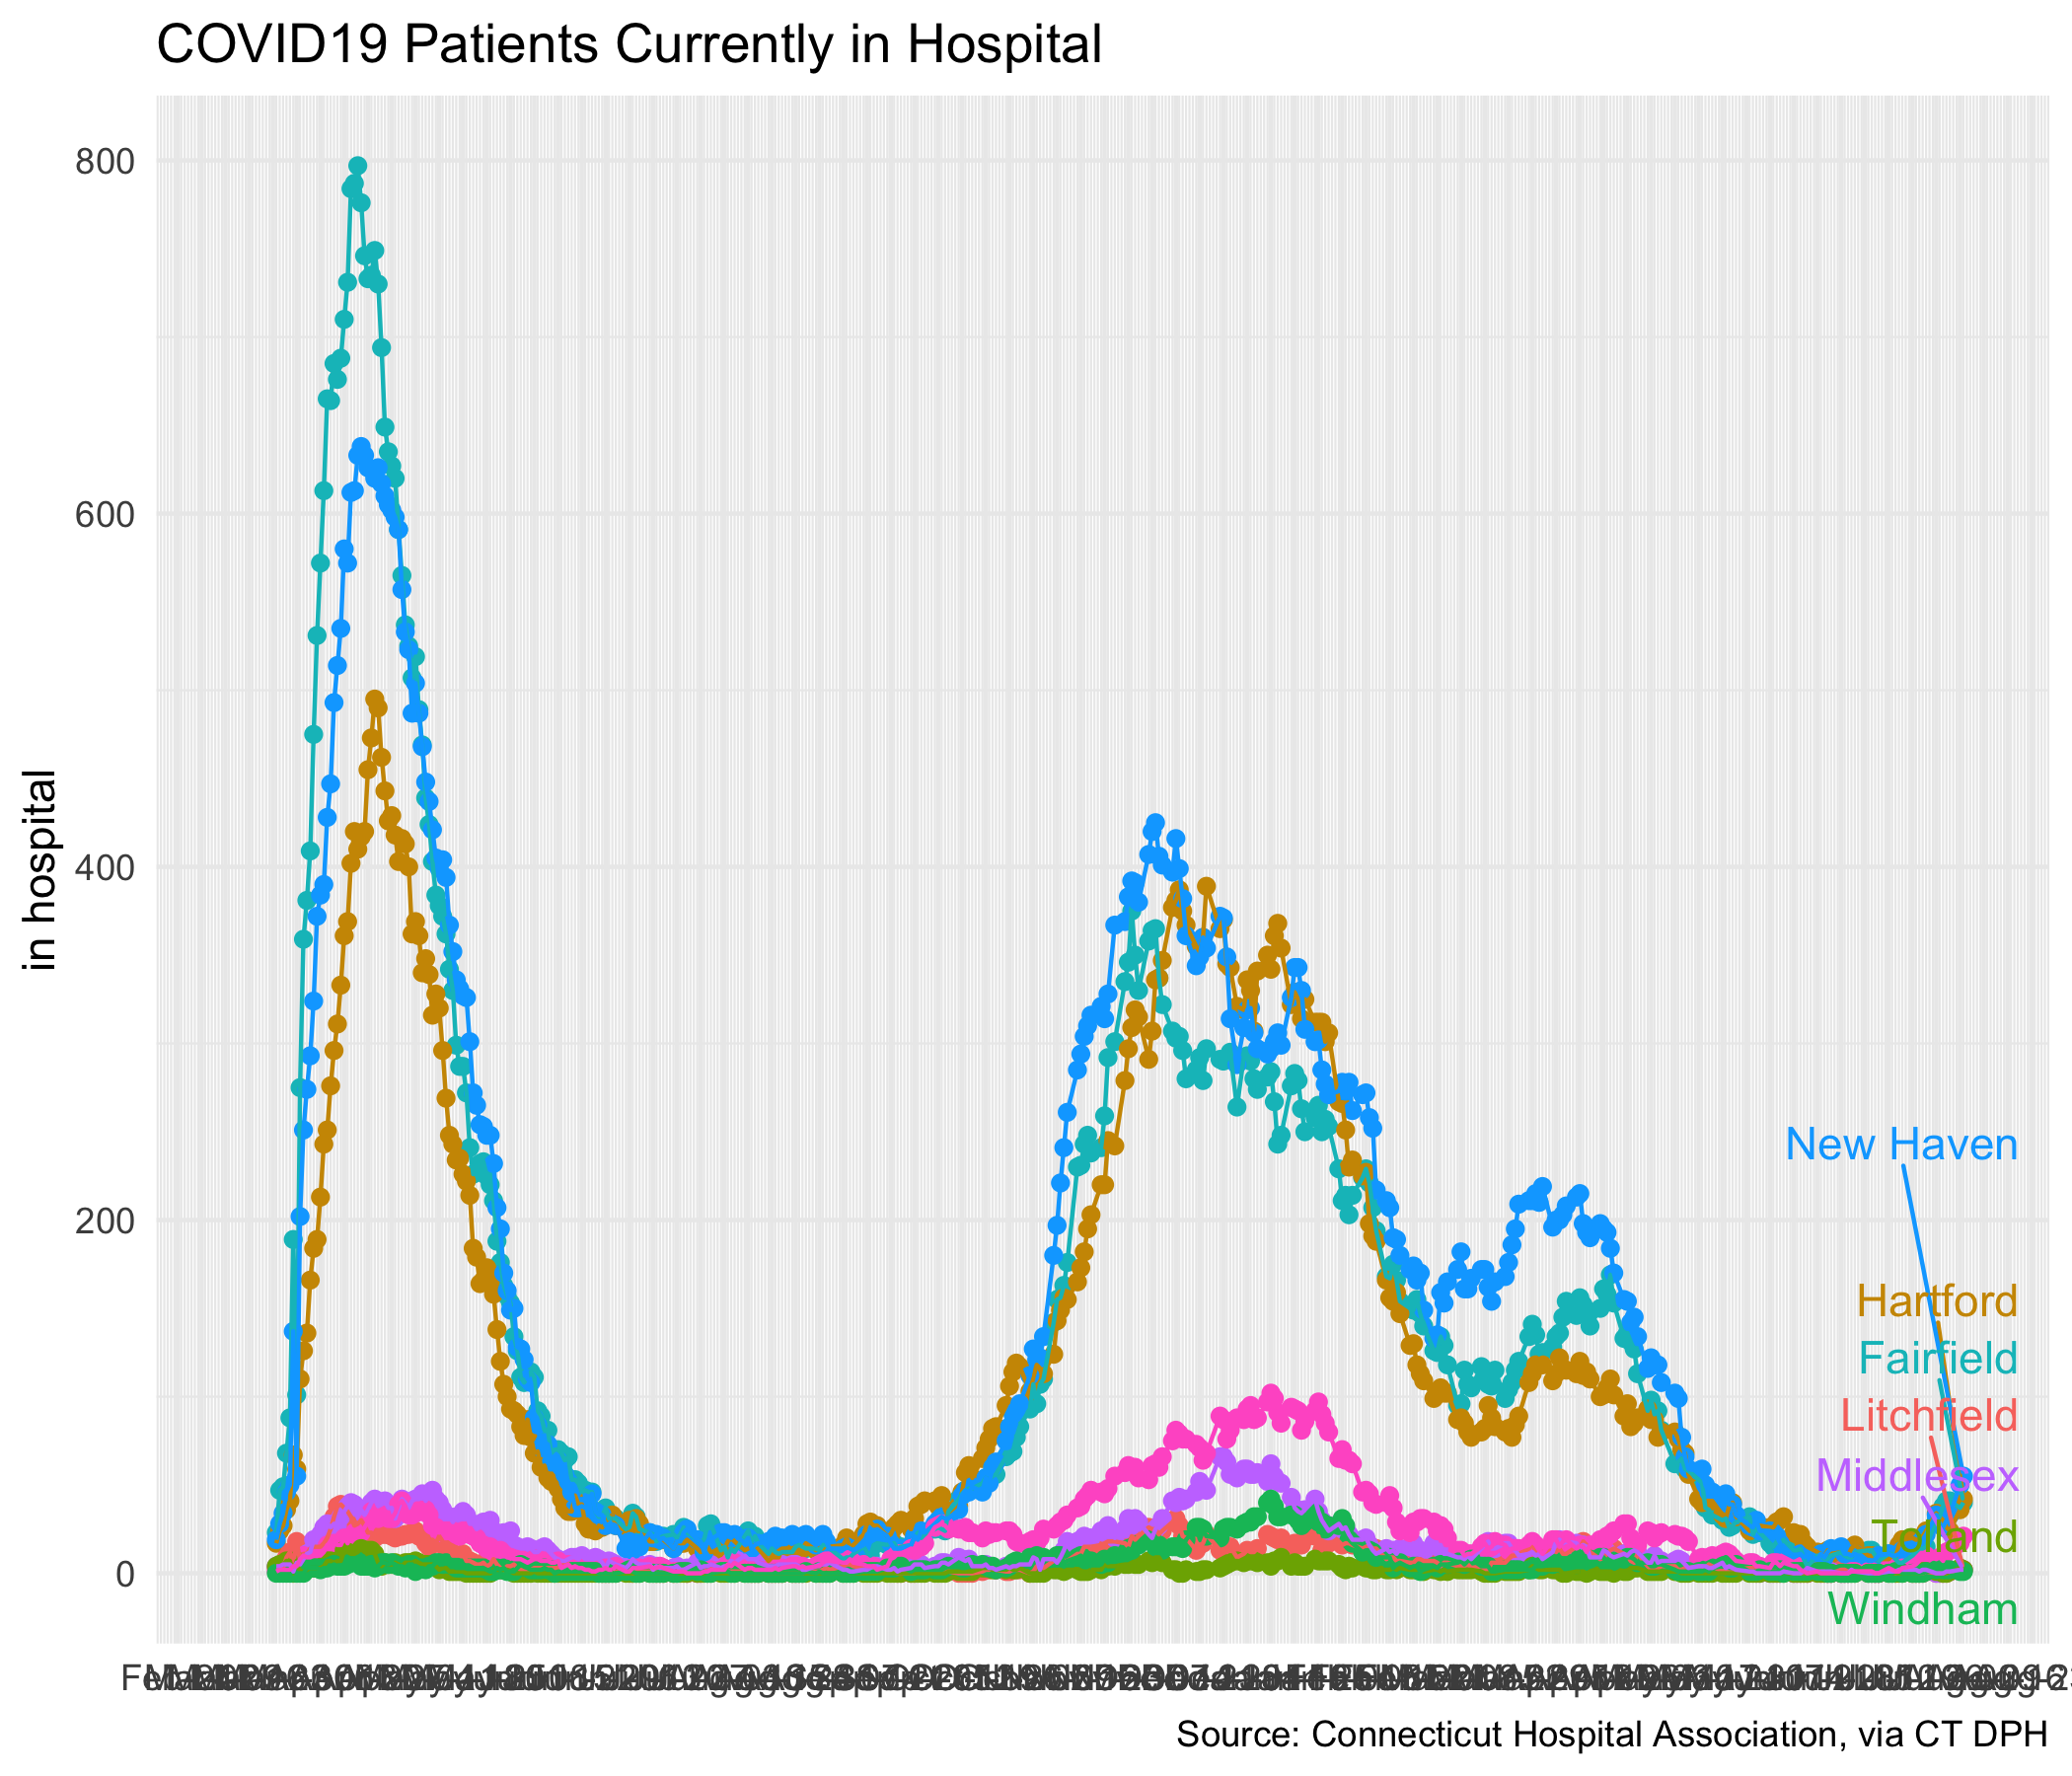 COVID19 Patients Currently in Hospital
800
600
400
200
0
in hospital
New Haven
Hartford
Fairfield
Litchfield
Middlesex
Tolland
Windham
Source: Connecticut Hospital Association, via CT DPH